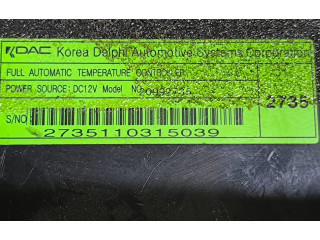 KDAC Korea Delphi Automotive Systems Corporation
FULL AUTOMATIC TEMPERATURE CONTROLLER
POWER SOURCE: DC12V Model NO. 2735
S/NO
2735110315039